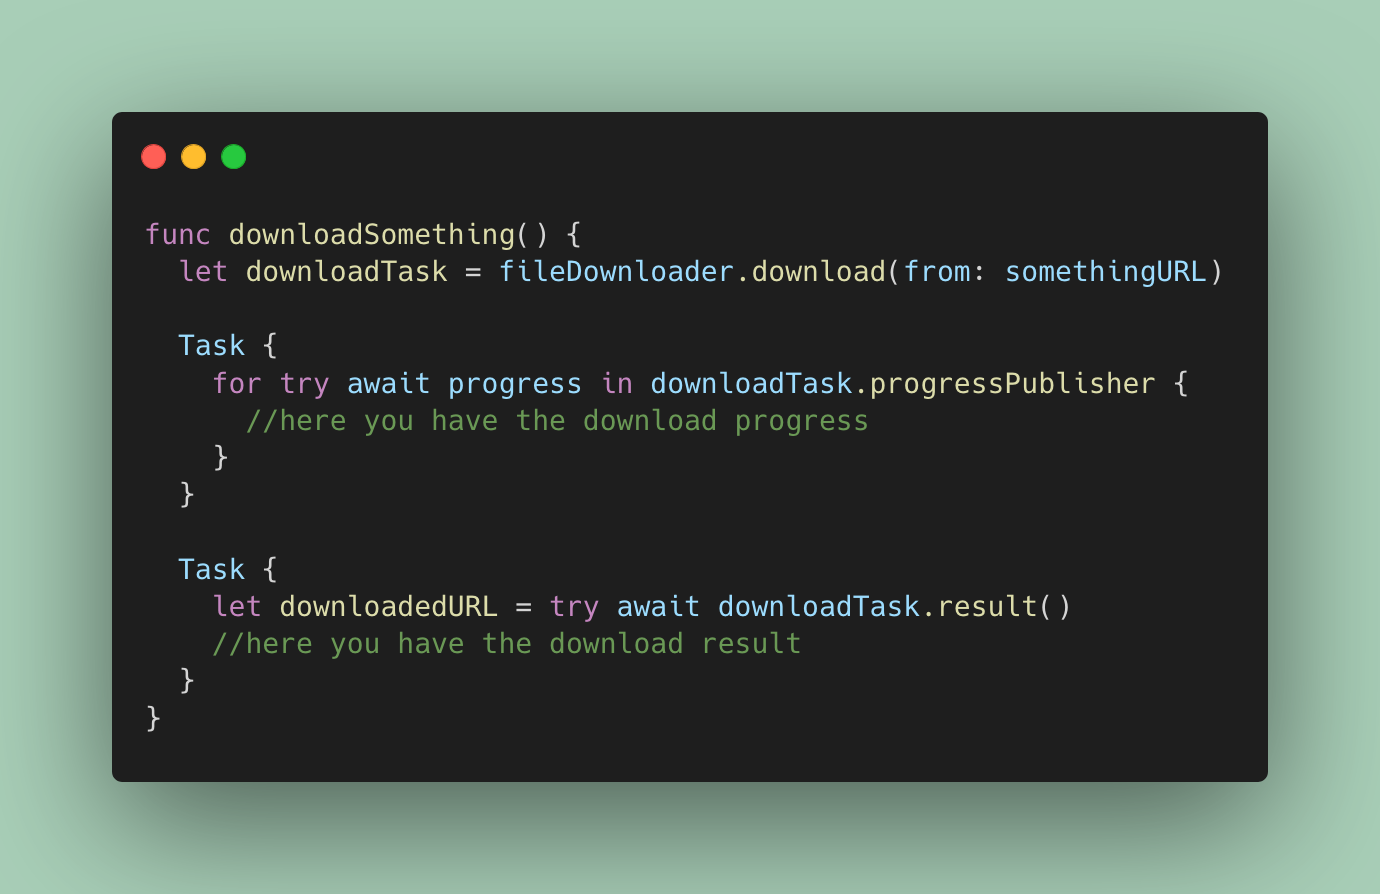 func downloadSomething() {
  let downloadTask = fileDownloader.download(from: somethingURL)

  Task {
    for try await progress in downloadTask.progressPublisher {
      //here you have the download progress
    }
  }

  Task {
    let downloadedURL = try await downloadTask.result()
    //here you have the download result
  }
}